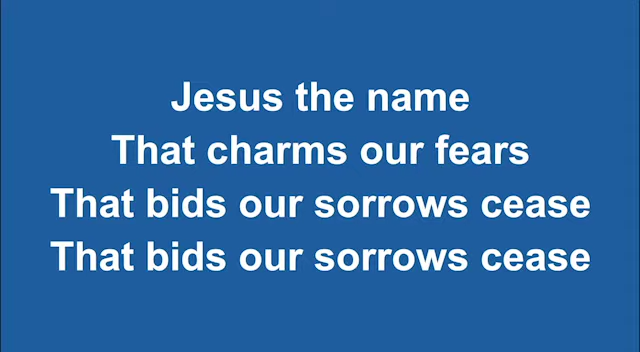 Jesus the name
That charms our fears
That bids our sorrows cease
That bids our sorrows cease